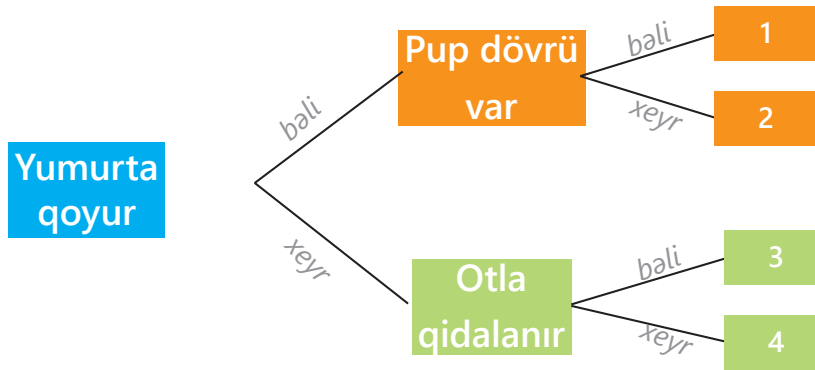 Yumurta
qoyur
bəli
xeyr
Pup dövrü
var
bəli
1
xeyr
2
Otla
qidalanır
bəli
3
xeyr
4